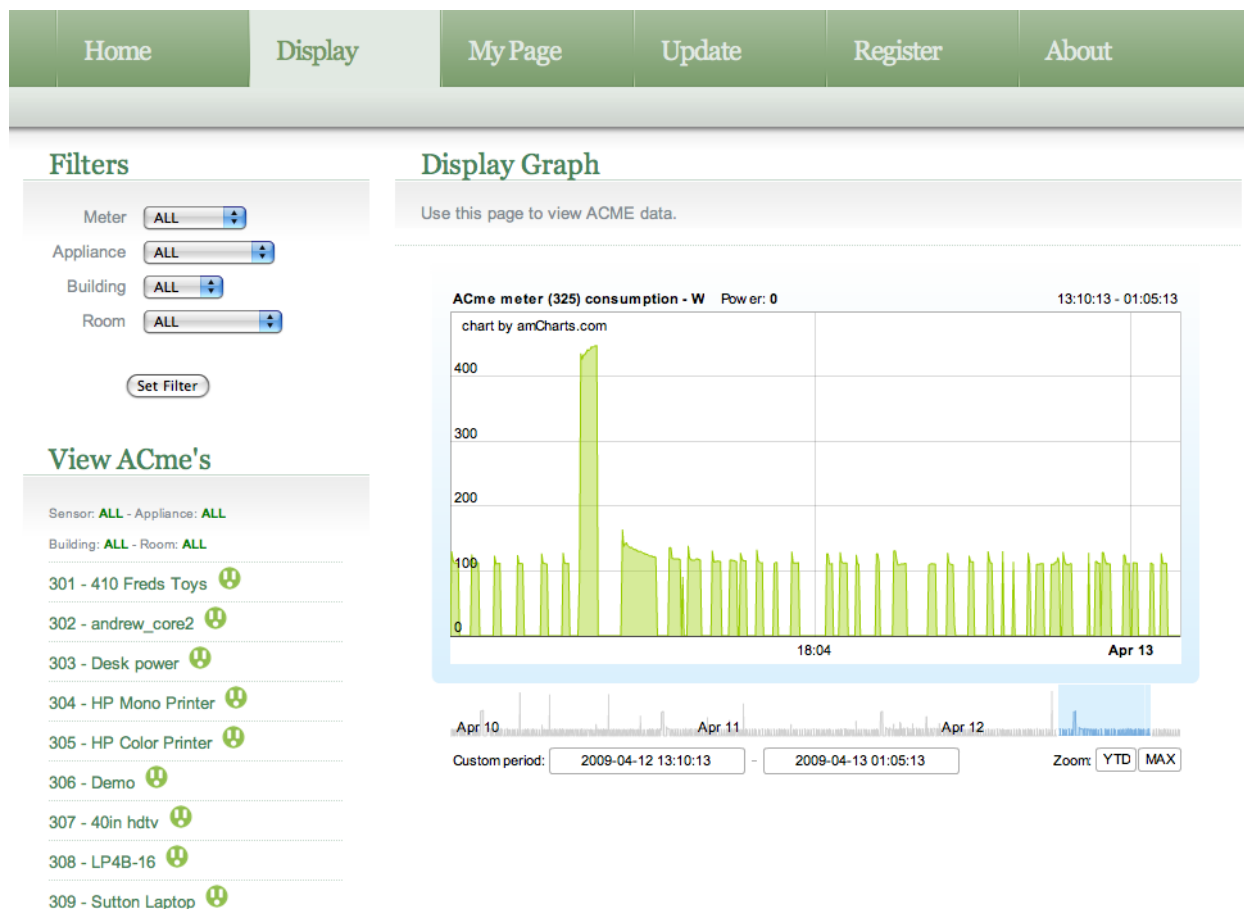 Home Display My Page Update Register About
Filters
Meter ALL
Appliance ALL
Building ALL
Room ALL
Set Filter
View ACme's
Sensor: ALL - Appliance: ALL
Building: ALL - Room: ALL
301 - 410 Freds Toys
302 - andrew_core2
303 - Desk power
304 - HP Mono Printer
305 - HP Color Printer
306 - Demo
307 - 40in hdtv
308 - LP4B-16
309 - Sutton Laptop
Display Graph
Use this page to view ACME data.
ACme meter (325) consumption - W Power: 0 13:10:13 - 01:05:13
chart by amCharts.com
400
300
200
100
0
18:04 Apr 13
Apr 10 Apr 11 Apr 12
Custom period: 2009-04-12 13:10:13 - 2009-04-13 01:05:13 Zoom: YTD MAX